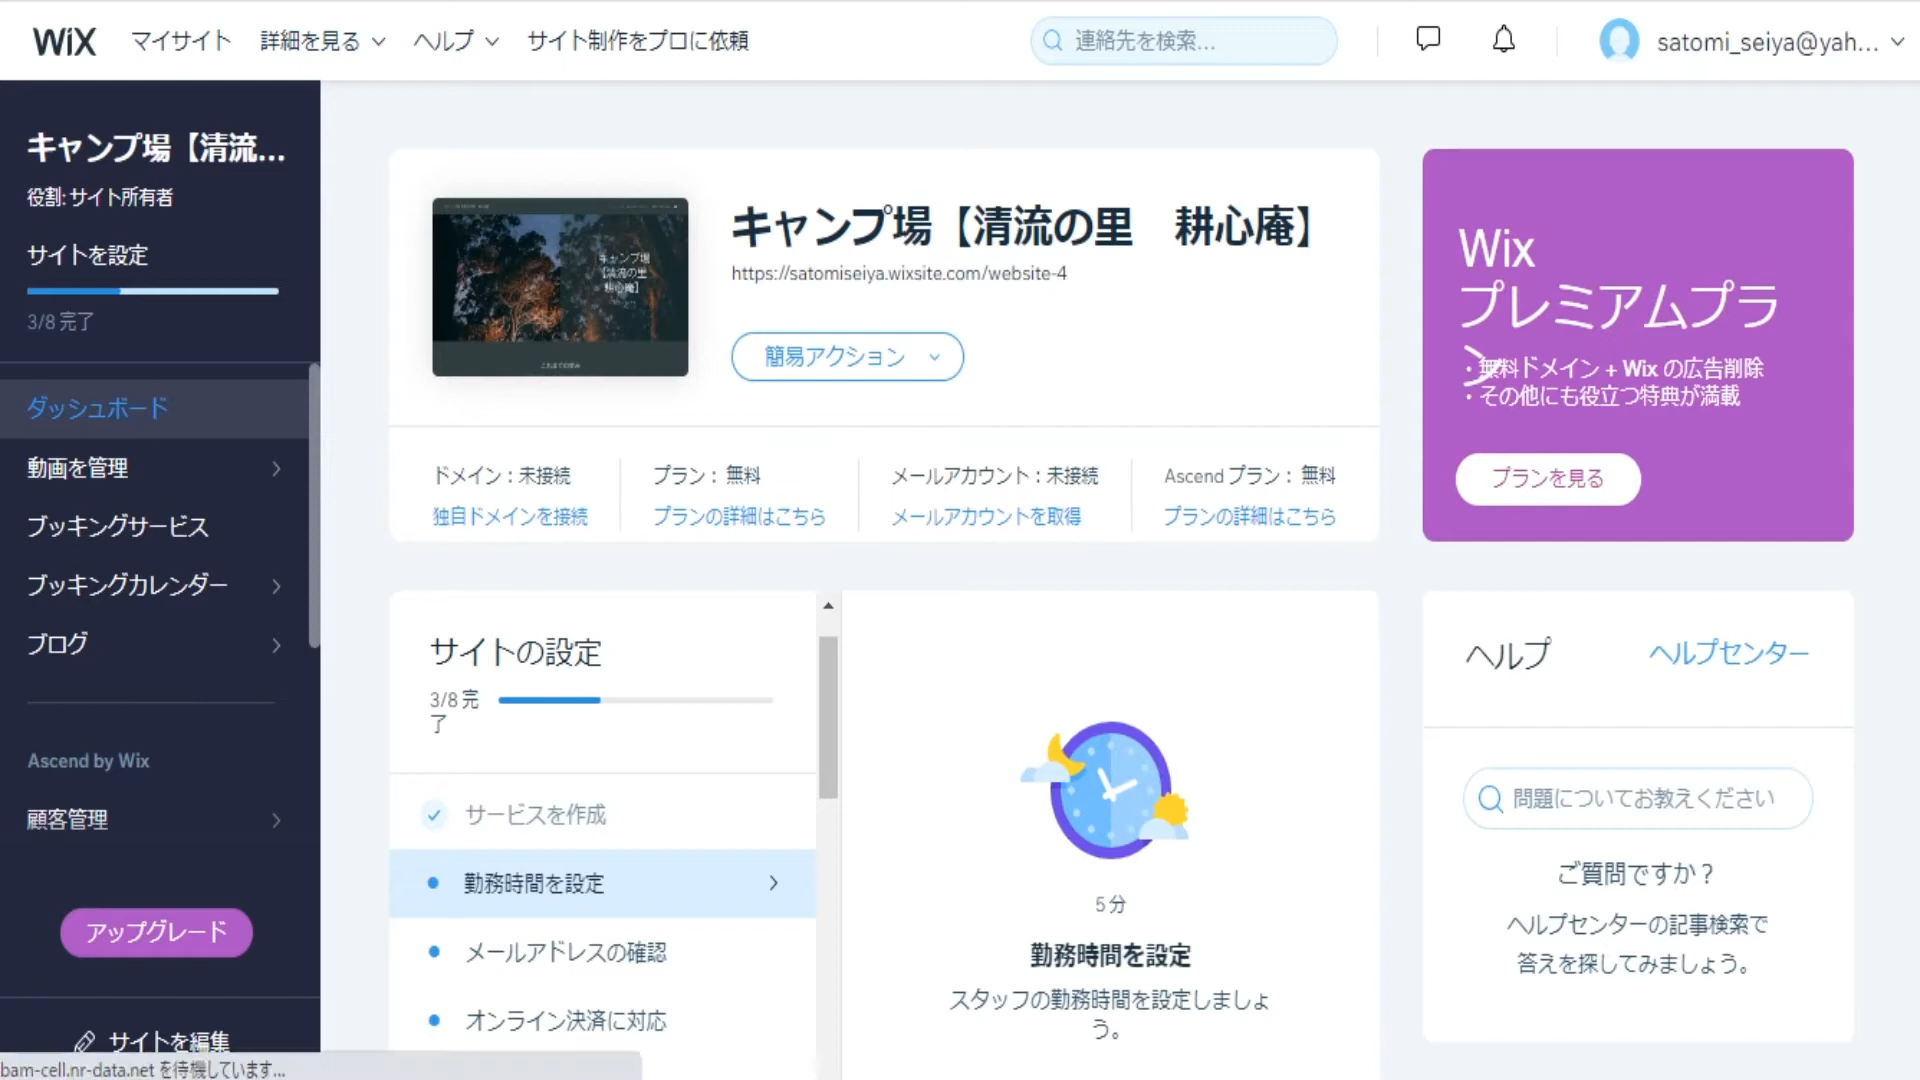 WiX
マイサイト
詳細を見る
ヘルプ
サイト制作をプロに依頼
連絡先を検索...
satomi_seiya@yah...
キャンプ場【清流...
役割: サイト所有者
サイトを設定
3/8 完了
ダッシュボード
動画を管理
ブッキングサービス
ブッキングカレンダー
ブログ
Ascend by Wix
顧客管理
アップグレード
サイトを編集
bam-cell.nr-data.net を待機しています...
キャンプ場
【清流の里
耕心庵】
キャンプ場【清流の里　耕心庵】
https://satomiseiya.wixsite.com/website-4
簡易アクション
ドメイン：未接続
独自ドメインを接続
プラン： 無料
プランの詳細はこちら
メールアカウント：未接続
メールアカウントを取得
Ascend プラン： 無料
プランの詳細はこちら
Wix
プレミアムプラ
ン
・無料ドメイン + Wix の広告削除
・その他にも役立つ特典が満載
プランを見る
サイトの設定
3/8 完
了
サービスを作成
勤務時間を設定
メールアドレスの確認
オンライン決済に対応
5 分
勤務時間を設定
スタッフの勤務時間を設定しましょ
う。
ヘルプ
ヘルプセンター
問題についてお教えください
ご質問ですか？
ヘルプセンターの記事検索で
答えを探してみましょう。